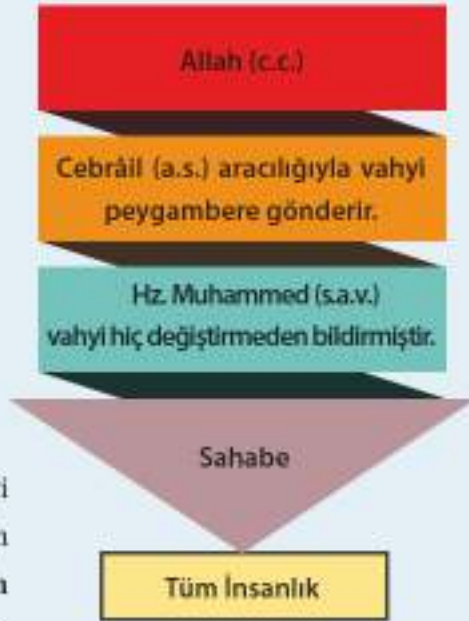 Allah (c.c.)
Cebrâil (a.s.) aracılığıyla vahyi
peygambere gönderir.
Hz. Muhammed (s.a.v.)
vahyi hiç değiştirmeden bildirmiştir.
Sahabe
Tüm İnsanlık